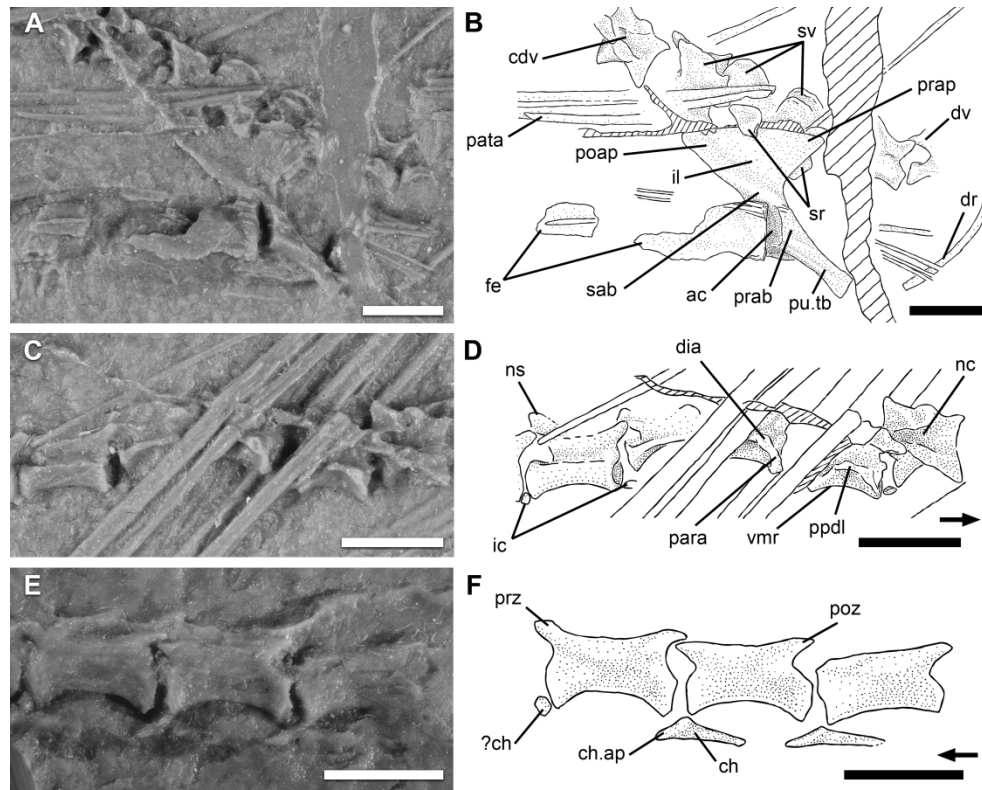 A
B
cdv
sv
prap
pata
poap
dv
il
sr
dr
fe
sab
ac
prab
pu.tb
C
D
ns
dia
nc
ic
para
vmr
ppdl
E
F
prz
poz
?ch
ch.ap
ch